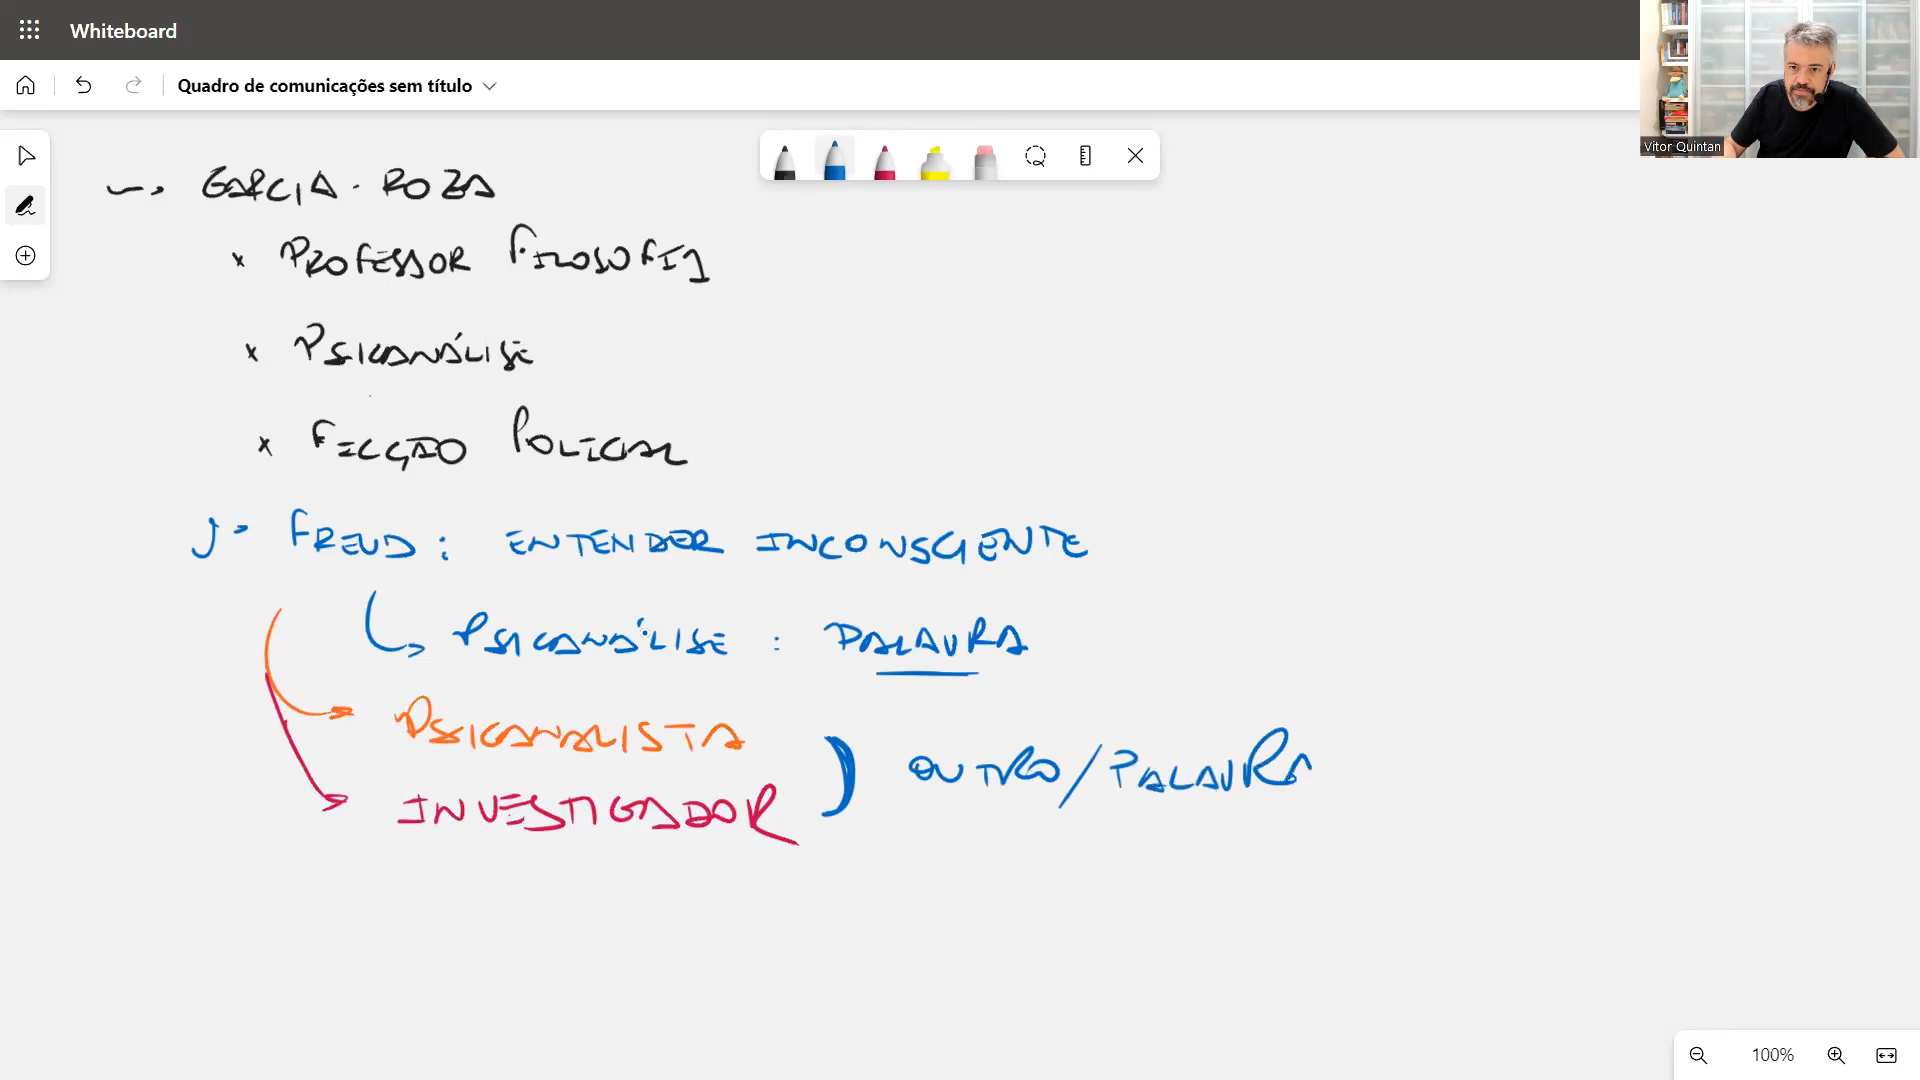 Whiteboard
Quadro de comunicações sem título
Vitor Quintan
GARCIA-ROZA
x PROFESSOR FILOSOFIA
x PSICANÁLISE
x FICÇÃO POLICIAL
FREUD: ENTENDER INCONSCIENTE
PSICANÁLISE : PALAVRA
PSICANALISTA
INVESTIGADOR
OUTRO/PALAVRA
100%